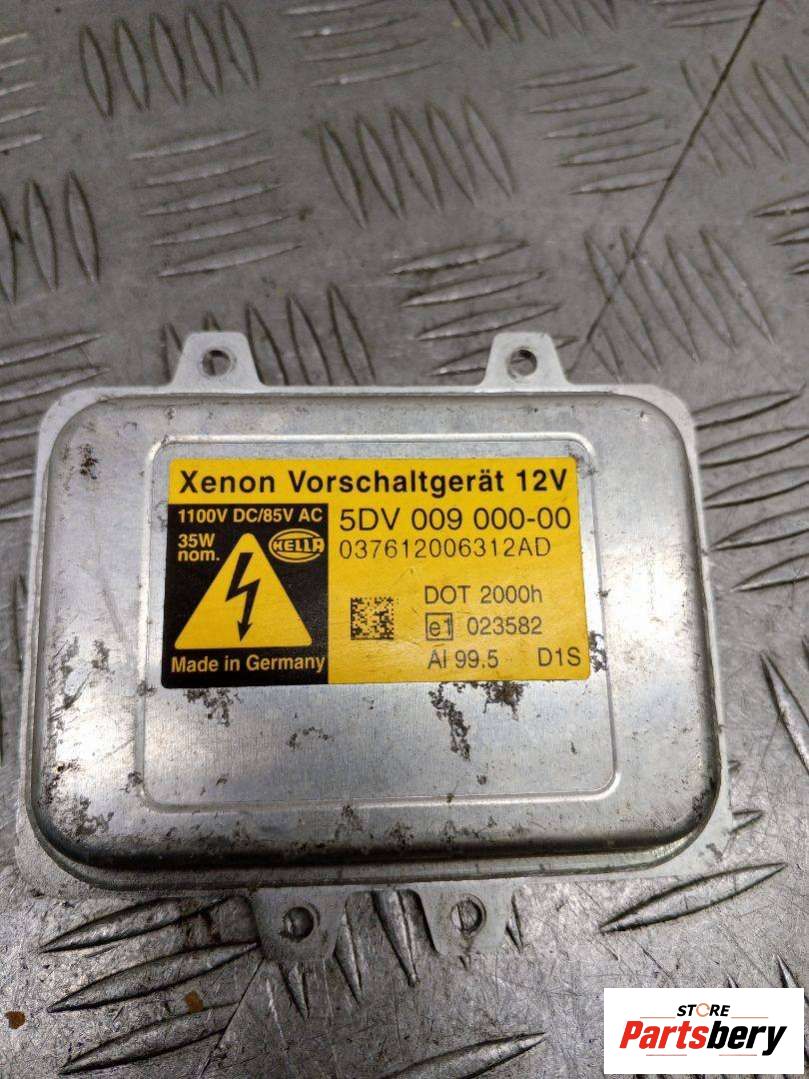 Xenon Vorschaltgerät 12V
1100V DC/85V AC
35W
nom.
HELLA
Made in Germany
5DV 009 000-00
037612006312AD
DOT 2000h
e1 023582
AI 99.5 D1S
STORE
Partsbery